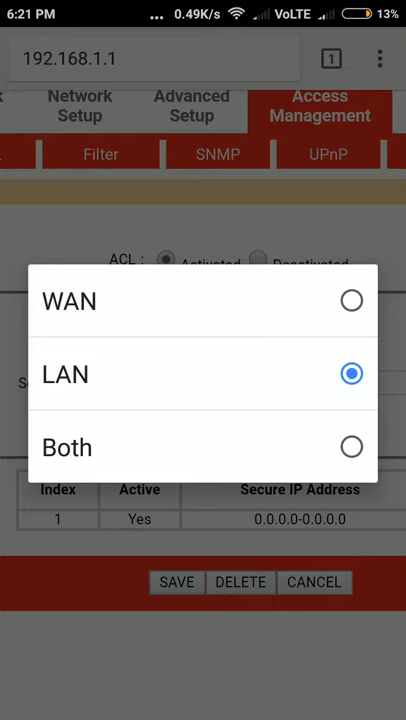 6:21 PM ... 0.49K/s VoLTE 13%
192.168.1.1 1
Network Setup Advanced Setup Access Management
Filter SNMP UPnP
ACL : Activated Deactivated
WAN
LAN
Both
Index Active Secure IP Address
1 Yes 0.0.0.0-0.0.0.0
SAVE DELETE CANCEL